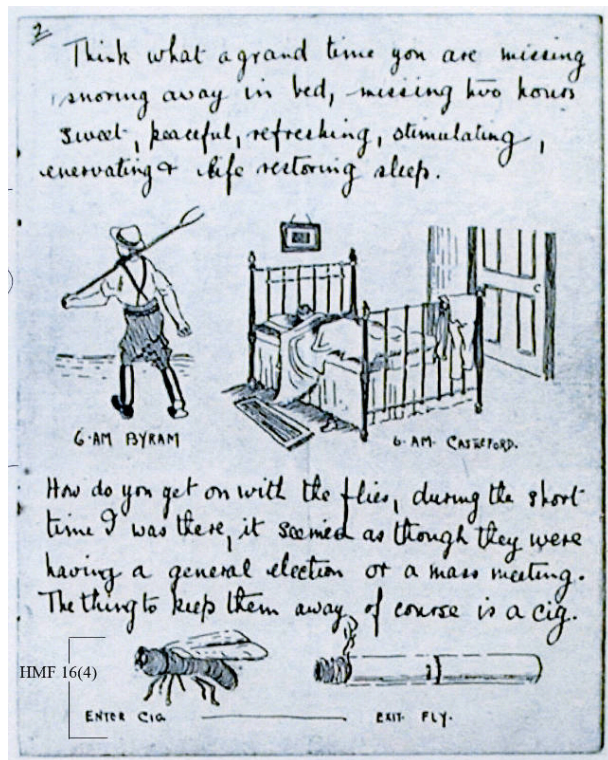 2
Think what a grand time you are missing
snoring away in bed, missing two hours
sweet, peaceful, refreshing, stimulating,
enervating & life restoring sleep.
6·AM BYRAM
6·AM· CASTLEFORD.
How do you get on with the flies, during the short
time I was there, it seemed as though they were
having a general election or a mass meeting.
The thing to keep them away, of course is a cig.
HMF 16(4)
ENTER CIG. EXIT FLY.